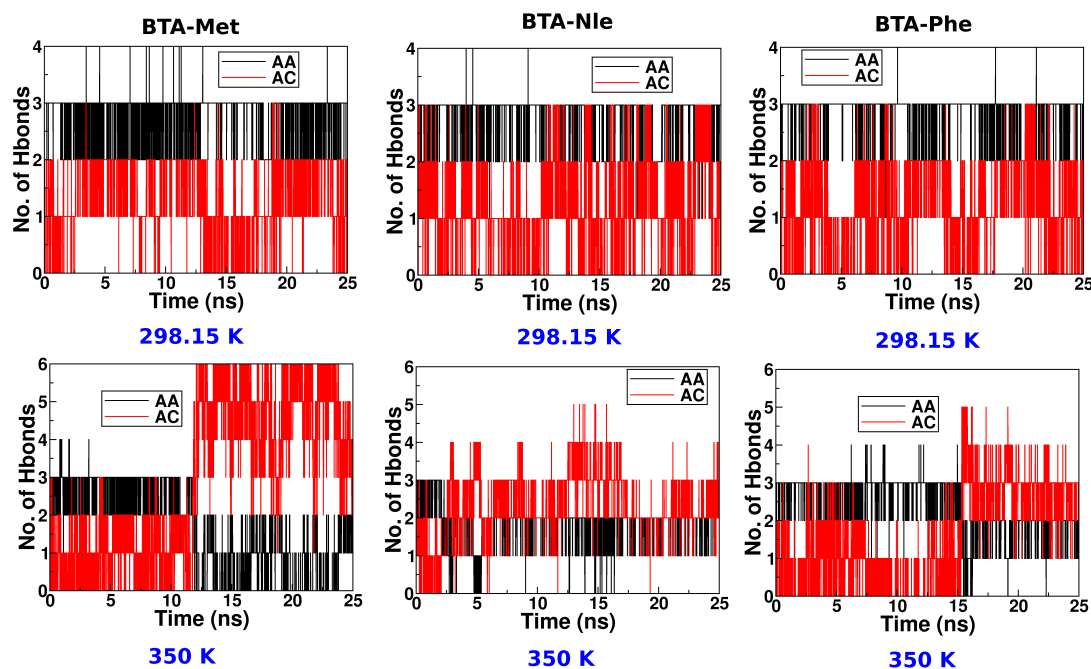 BTA-Met
BTA-Nle
BTA-Phe
No. of Hbonds
4
3
2
1
0
AA
AC
0 5 10 15 20 25
Time (ns)
298.15 K
No. of Hbonds
4
3
2
1
0
AA
AC
0 5 10 15 20 25
Time (ns)
298.15 K
No. of Hbonds
4
3
2
1
0
AA
AC
0 5 10 15 20 25
Time (ns)
298.15 K
No. of Hbonds
6
5
4
3
2
1
0
AA
AC
0 5 10 15 20 25
Time (ns)
350 K
No. of Hbonds
6
5
4
3
2
1
0
AA
AC
0 5 10 15 20 25
Time (ns)
350 K
No. of Hbonds
6
5
4
3
2
1
0
AA
AC
0 5 10 15 20 25
Time (ns)
350 K